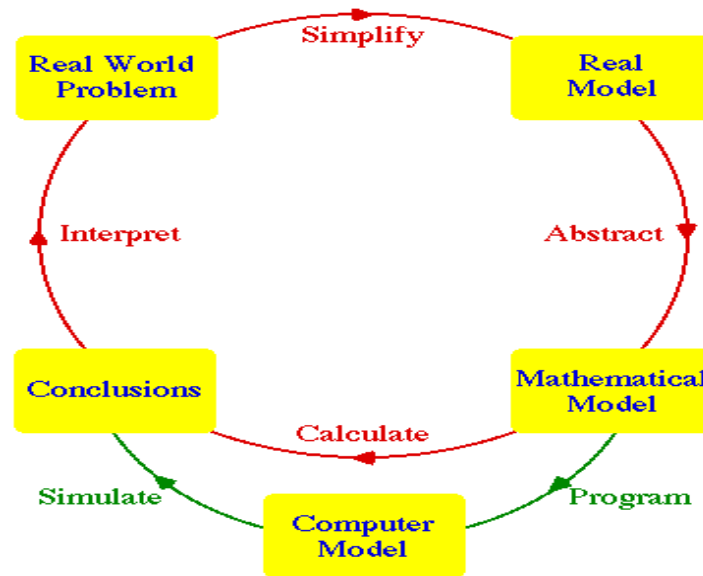 Simplify
Real World
Problem
Real
Model
Interpret
Abstract
Conclusions
Mathematical
Model
Calculate
Simulate
Program
Computer
Model